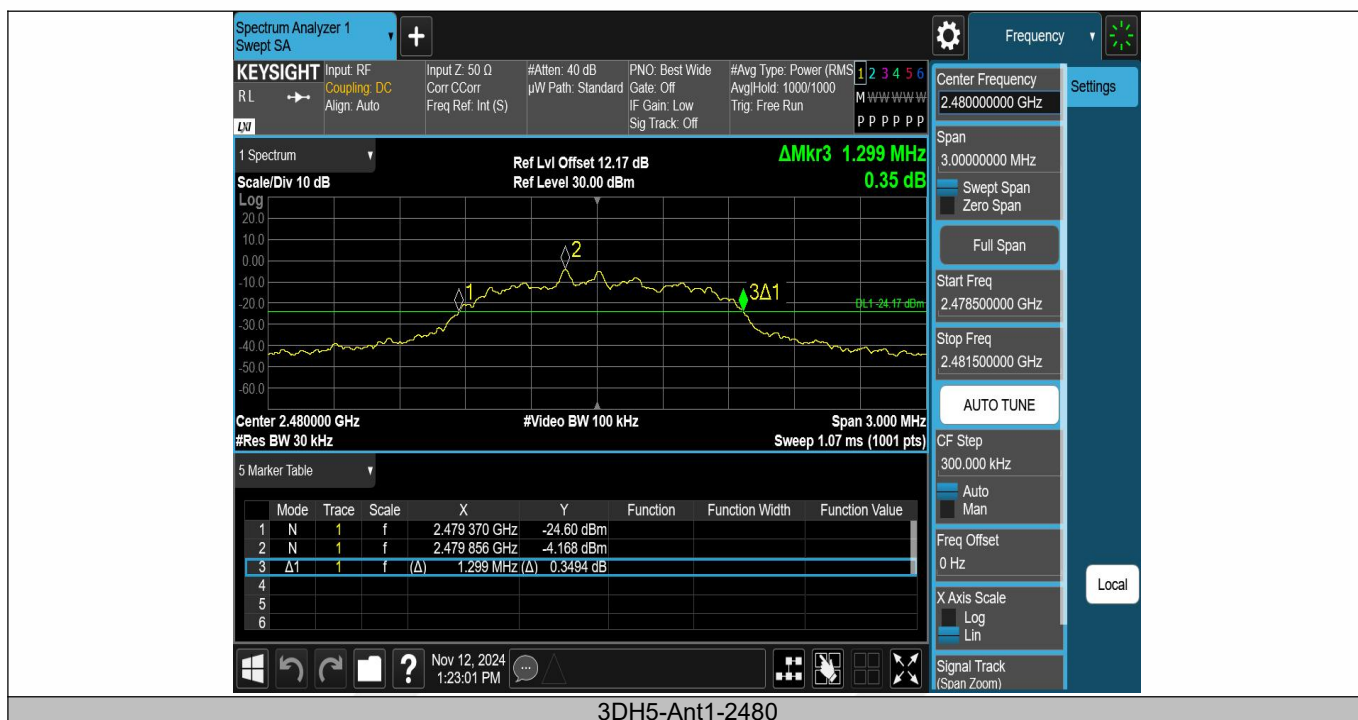 Spectrum Analyzer 1
Swept SA
+
Frequency
KEYSIGHT
RL
LXI
Input: RF
Coupling: DC
Align: Auto
Input Z: 50 Ω
Corr CCorr
Freq Ref: Int (S)
#Atten: 40 dB
µW Path: Standard
PNO: Best Wide
Gate: Off
IF Gain: Low
Sig Track: Off
#Avg Type: Power (RMS
Avg|Hold: 1000/1000
Trig: Free Run
1 2 3 4 5 6
M W W W W W
P P P P P P
1 Spectrum
Scale/Div 10 dB
Log
Ref Lvl Offset 12.17 dB
Ref Level 30.00 dBm
ΔMkr3 1.299 MHz
0.35 dB
20.0
10.0
0.00
-10.0
-20.0
-30.0
-40.0
-50.0
-60.0
1
2
3Δ1
DL1 -24.17 dBm
Center 2.480000 GHz
#Video BW 100 kHz
Span 3.000 MHz
#Res BW 30 kHz
Sweep 1.07 ms (1001 pts)
5 Marker Table
Mode Trace Scale X Y Function Function Width Function Value
1 N 1 f 2.479 370 GHz -24.60 dBm
2 N 1 f 2.479 856 GHz -4.168 dBm
3 Δ1 1 f (Δ) 1.299 MHz (Δ) 0.3494 dB
4
5
6
?
Nov 12, 2024
1:23:01 PM
Center Frequency
2.480000000 GHz
Settings
Span
3.00000000 MHz
Swept Span
Zero Span
Full Span
Start Freq
2.478500000 GHz
Stop Freq
2.481500000 GHz
AUTO TUNE
CF Step
300.000 kHz
Auto
Man
Freq Offset
0 Hz
Local
X Axis Scale
Log
Lin
Signal Track
(Span Zoom)
3DH5-Ant1-2480